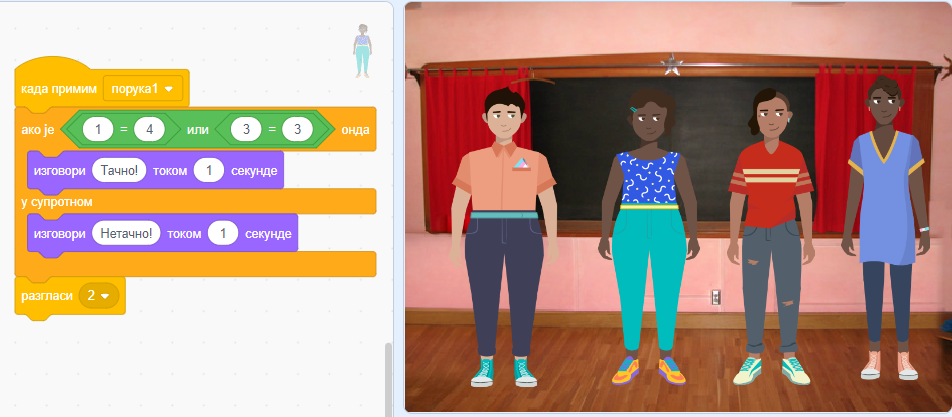 када примим порука1
ако је 1 = 4 или 3 = 3 онда
изговори Тачно! током 1 секунде
у супротном
изговори Нетачно! током 1 секунде
разгласи 2